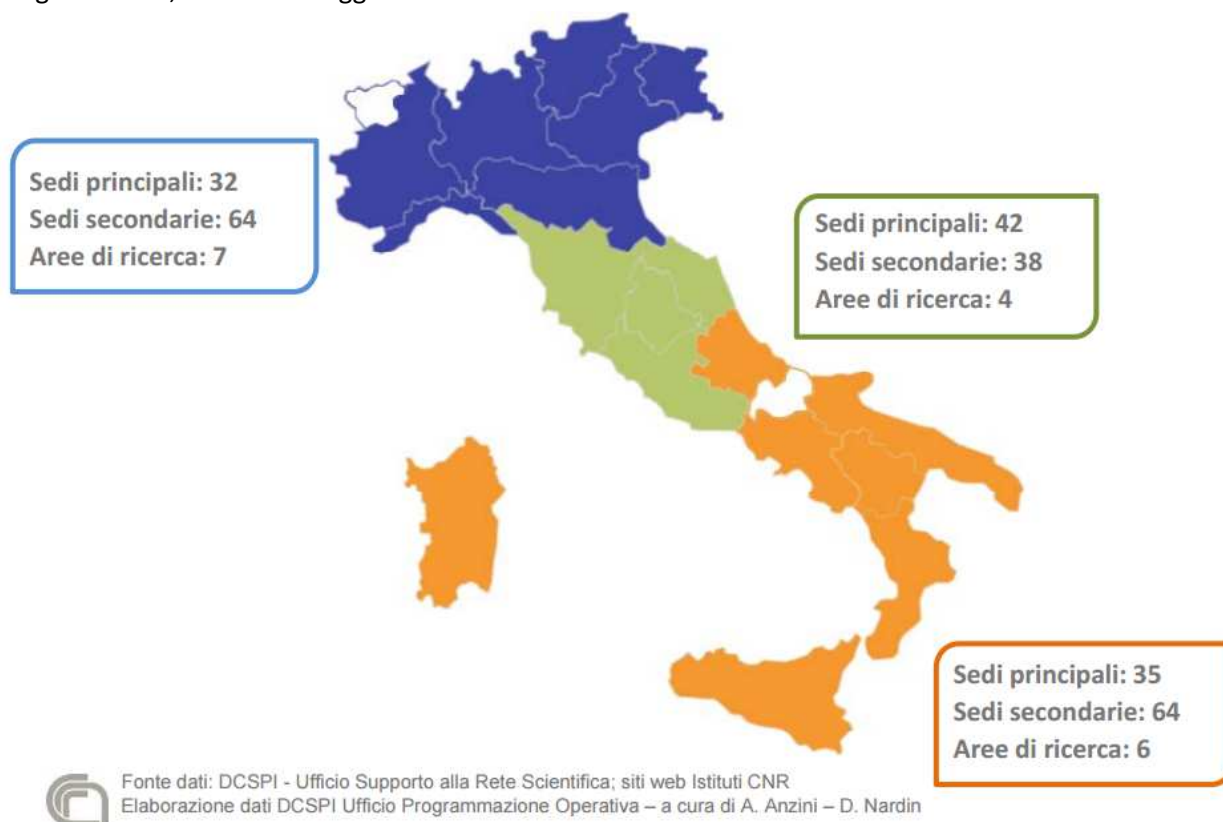 Sedi principali: 32
Sedi secondarie: 64
Aree di ricerca: 7
Sedi principali: 42
Sedi secondarie: 38
Aree di ricerca: 4
Sedi principali: 35
Sedi secondarie: 64
Aree di ricerca: 6
Fonte dati: DCSPI - Ufficio Supporto alla Rete Scientifica; siti web Istituti CNR
Elaborazione dati DCSPI Ufficio Programmazione Operativa – a cura di A. Anzini – D. Nardin